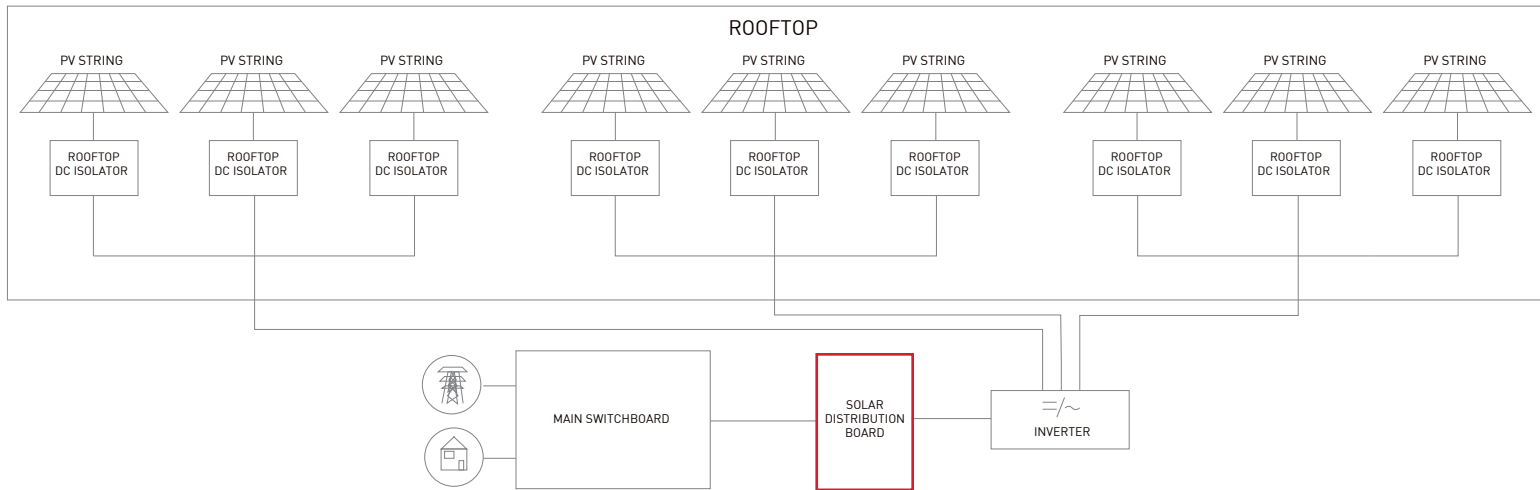 ROOFTOP
PV STRING
PV STRING
PV STRING
PV STRING
PV STRING
PV STRING
PV STRING
PV STRING
PV STRING
ROOFTOP
DC ISOLATOR
ROOFTOP
DC ISOLATOR
ROOFTOP
DC ISOLATOR
ROOFTOP
DC ISOLATOR
ROOFTOP
DC ISOLATOR
ROOFTOP
DC ISOLATOR
ROOFTOP
DC ISOLATOR
ROOFTOP
DC ISOLATOR
ROOFTOP
DC ISOLATOR
MAIN SWITCHBOARD
SOLAR
DISTRIBUTION
BOARD
=/~
INVERTER